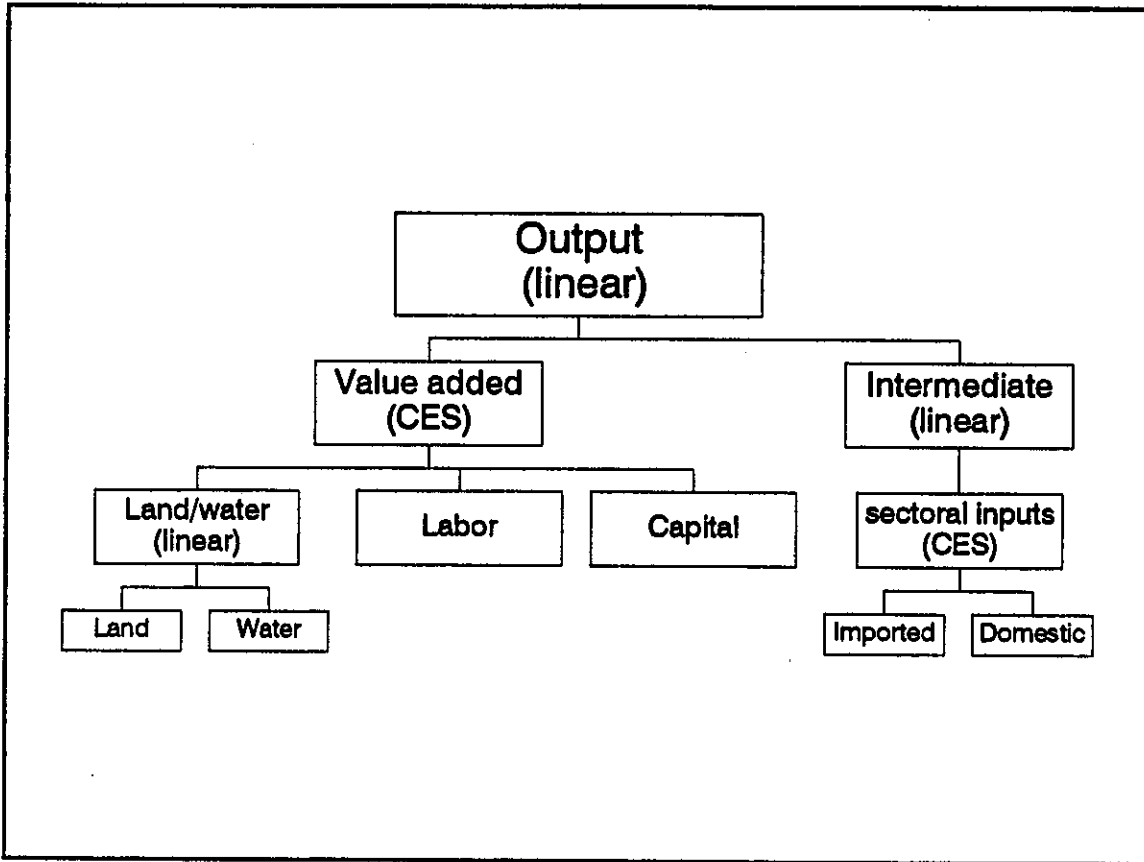 Output
(linear)
Value added
(CES)
Intermediate
(linear)
Land/water
(linear)
Labor
Capital
sectoral inputs
(CES)
Land
Water
Imported
Domestic